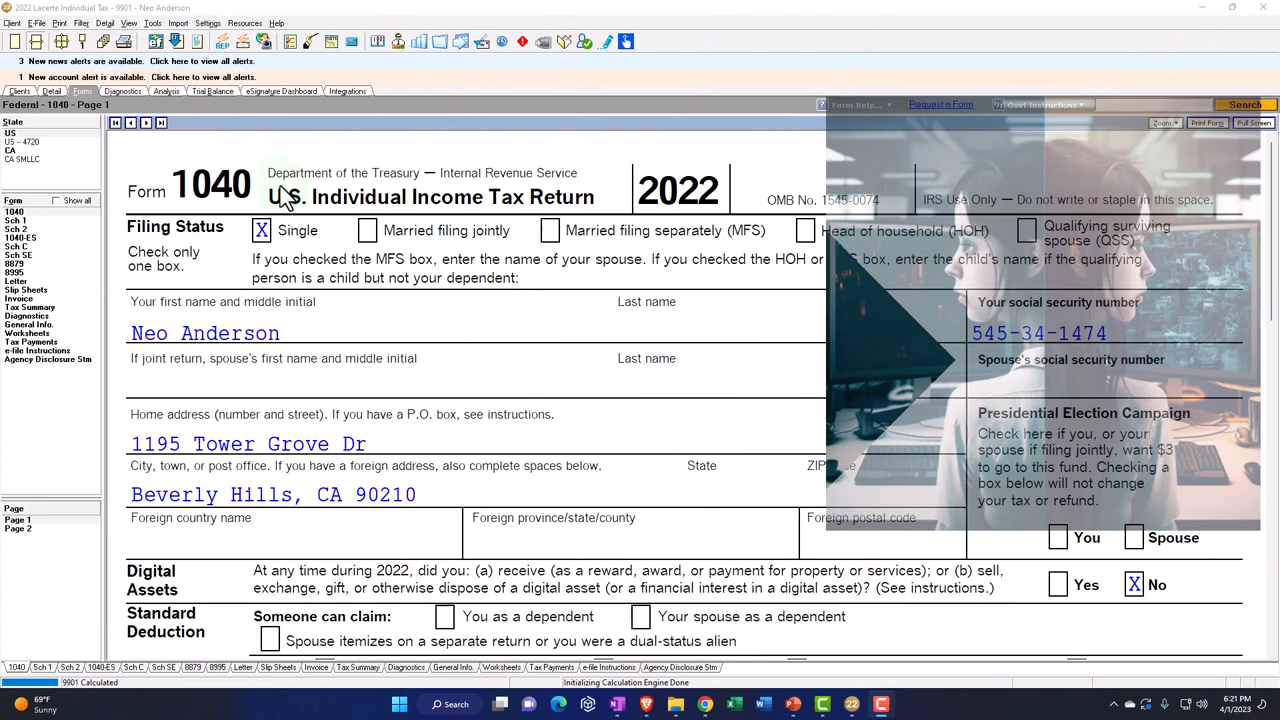 2022 Lacerte Individual Tax - 9901 - Neo Anderson
Client E-File Print Filter Detail View Tools Import Settings Resources Help
3 New news alerts are available. Click here to view all alerts.
1 New account alert is available. Click here to view all alerts.
Clients Detail Forms Diagnostics Analysis Trial Balance eSignature Dashboard Integrations
Federal - 1040 - Page 1 Form Help... Request a Form Govt Instructions Search
State
US
US - 4720
CA
CA SMLLC
Form Show all
1040
Sch 1
Sch 2
1040-ES
Sch C
Sch SE
8879
8995
Letter
Slip Sheets
Invoice
Tax Summary
Diagnostics
General Info.
Worksheets
Tax Payments
e-file Instructions
Agency Disclosure Stm
Page
Page 1
Page 2
Zoom Print Form Full Screen
Form 1040 Department of the Treasury — Internal Revenue Service
U.S. Individual Income Tax Return 2022 OMB No. 1545-0074 IRS Use Only — Do not write or staple in this space.
Filing Status X Single Married filing jointly Married filing separately (MFS) Head of household (HOH) Qualifying surviving spouse (QSS)
Check only one box.
If you checked the MFS box, enter the name of your spouse. If you checked the HOH or box, enter the child's name if the qualifying
person is a child but not your dependent:
Your first name and middle initial Last name Your social security number
Neo Anderson 545-34-1474
If joint return, spouse's first name and middle initial Last name Spouse's social security number
Home address (number and street). If you have a P.O. box, see instructions.
1195 Tower Grove Dr
City, town, or post office. If you have a foreign address, also complete spaces below. State ZIP
Beverly Hills, CA 90210
Foreign country name Foreign province/state/county Foreign postal code
Presidential Election Campaign
Check here if you, or your
spouse if filing jointly, want $3
to go to this fund. Checking a
box below will not change
your tax or refund.
You Spouse
Digital Assets
At any time during 2022, did you: (a) receive (as a reward, award, or payment for property or services); or (b) sell,
exchange, gift, or otherwise dispose of a digital asset (or a financial interest in a digital asset)? (See instructions.) Yes X No
Standard Deduction
Someone can claim: You as a dependent Your spouse as a dependent
Spouse itemizes on a separate return or you were a dual-status alien
1040 Sch 1 Sch 2 1040-ES Sch C Sch SE 8879 8995 Letter Slip Sheets Invoice Tax Summary Diagnostics General Info. Worksheets Tax Payments e-file Instructions Agency Disclosure Stm
9901 Calculated Initializing Calculation Engine Done
69°F
Sunny
Search
6:21 PM
4/1/2023